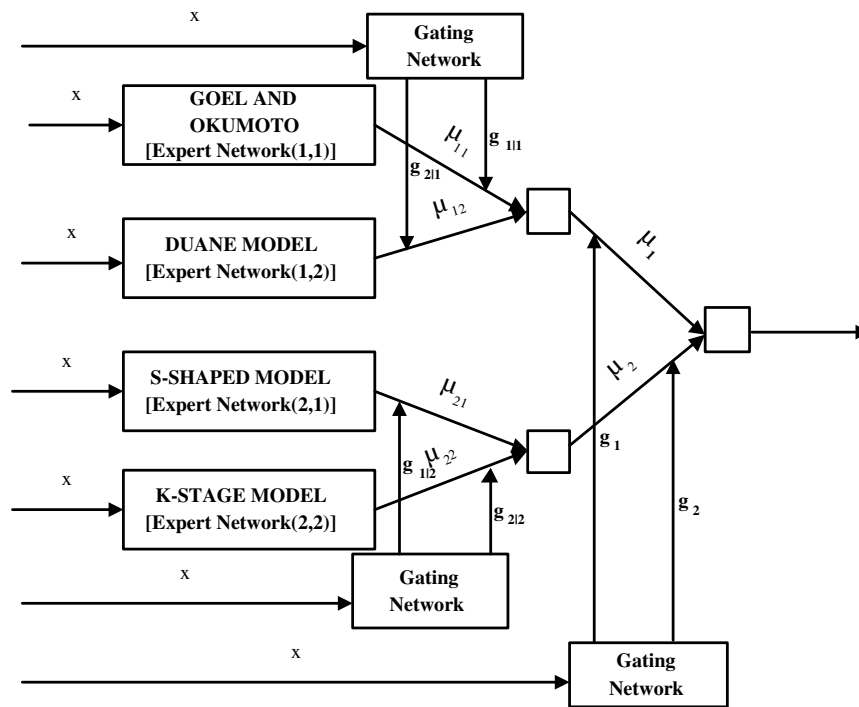 x
Gating
Network
x
GOEL AND
OKUMOTO
[Expert Network(1,1)]
μ11
g 1|1
g 2|1
μ12
x
DUANE MODEL
[Expert Network(1,2)]
μ1
x
S-SHAPED MODEL
[Expert Network(2,1)]
μ21
μ2
g 1|2
μ22
g1
x
K-STAGE MODEL
[Expert Network(2,2)]
g 2|2
g 2
x
Gating
Network
x
Gating
Network